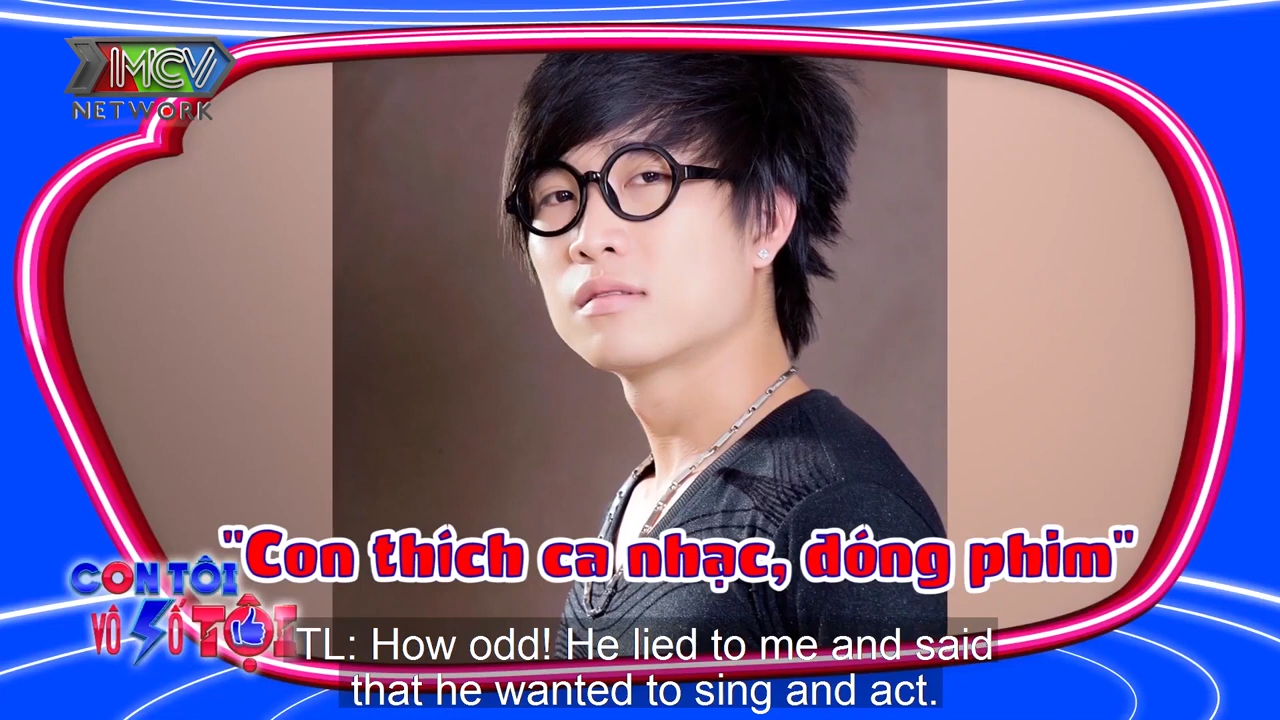 MCV
NETWORK
"Con thích ca nhạc, đóng phim"
CON TÔI
VÔ SỐ TỘI
TL: How odd! He lied to me and said
that he wanted to sing and act.